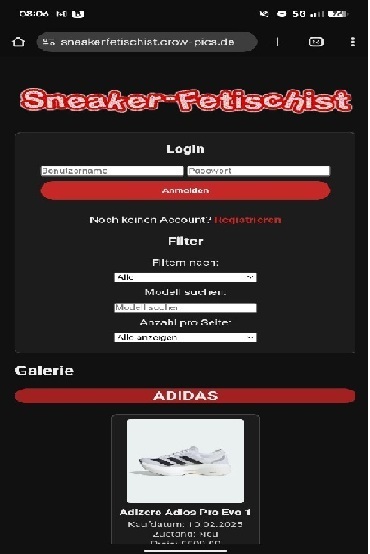 08:06
5G
sneakerfetischist.crow-pics.de
Sneaker-Fetischist
Login
Benutzername Passwort
Anmelden
Noch keinen Account? Registrieren
Filter
Filtern nach:
Alle
Modell suchen:
Modell suchen
Anzahl pro Seite:
Alle anzeigen
Galerie
ADIDAS
Adizero Adios Pro Evo 1
Kaufdatum: 10.02.2025
Zustand: Neu